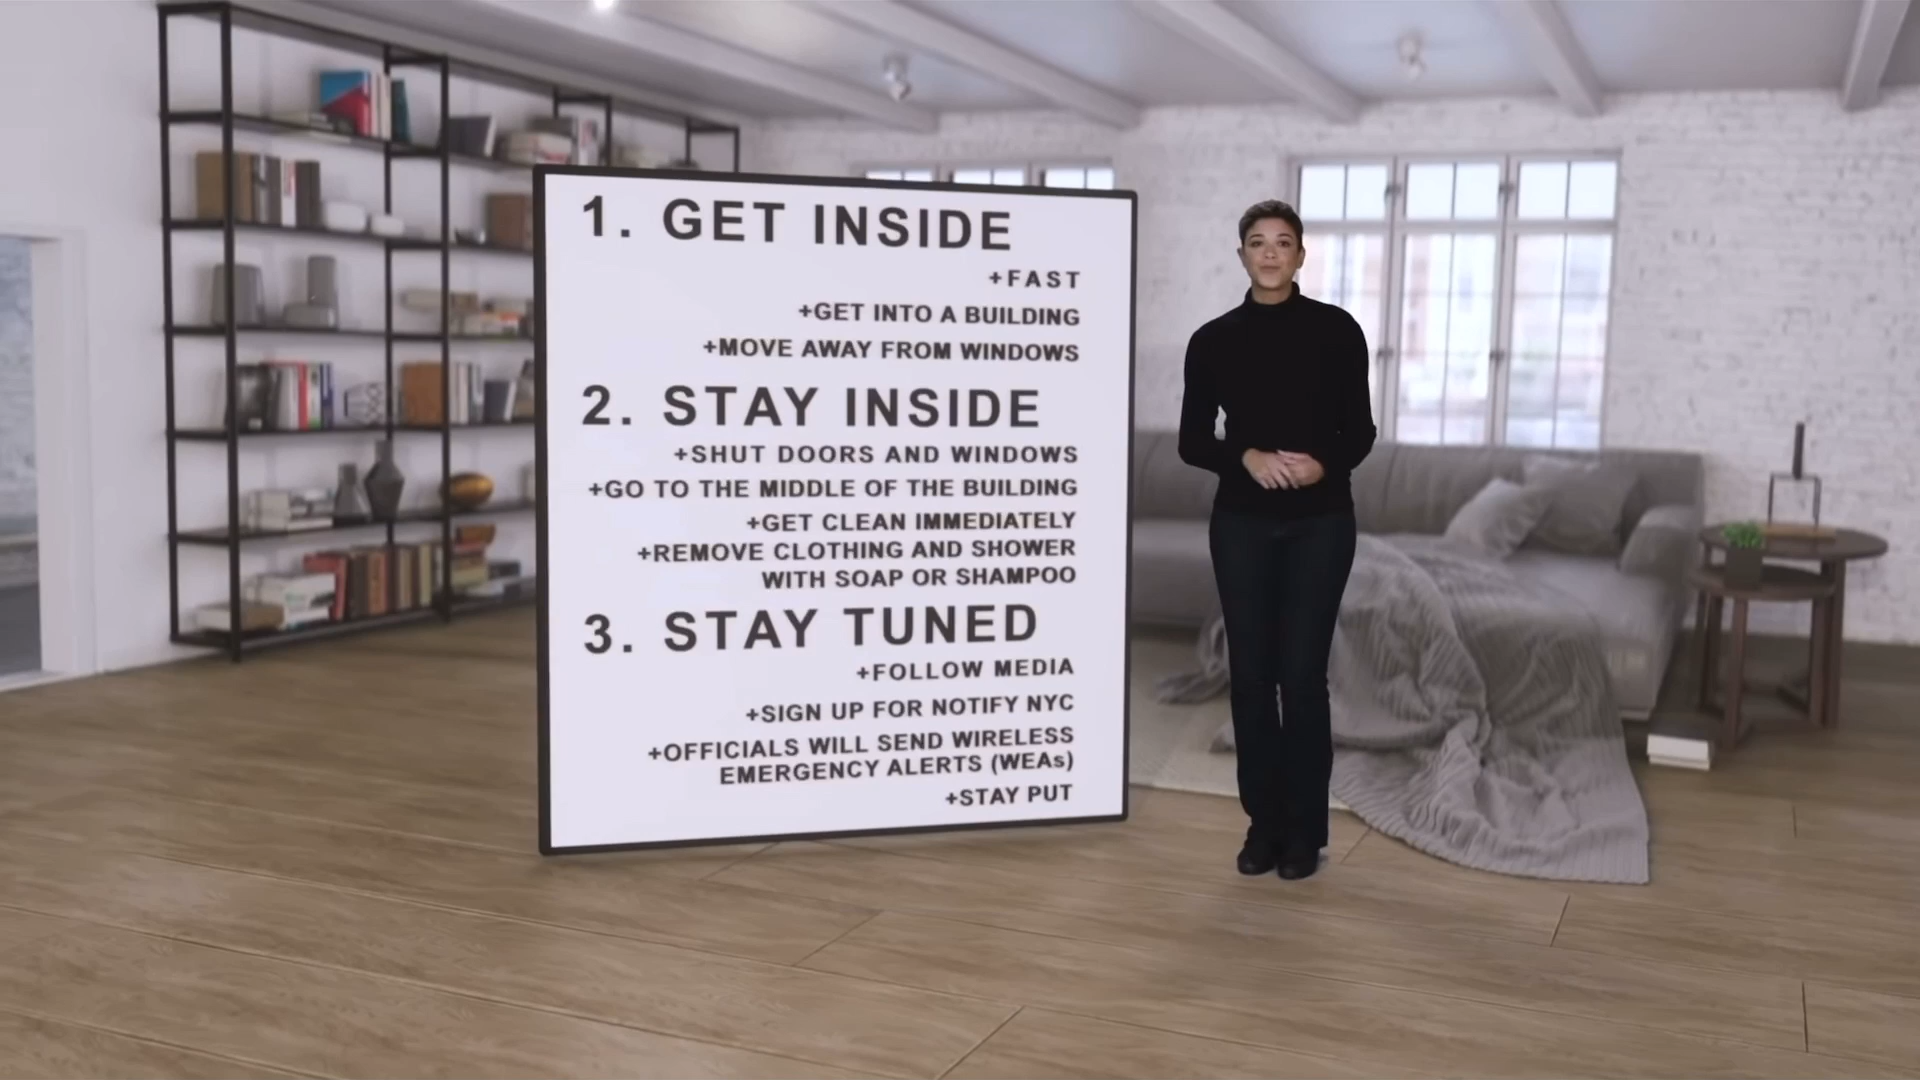 1. GET INSIDE
+FAST
+GET INTO A BUILDING
+MOVE AWAY FROM WINDOWS
2. STAY INSIDE
+SHUT DOORS AND WINDOWS
+GO TO THE MIDDLE OF THE BUILDING
+GET CLEAN IMMEDIATELY
+REMOVE CLOTHING AND SHOWER
WITH SOAP OR SHAMPOO
3. STAY TUNED
+FOLLOW MEDIA
+SIGN UP FOR NOTIFY NYC
+OFFICIALS WILL SEND WIRELESS
EMERGENCY ALERTS (WEAs)
+STAY PUT